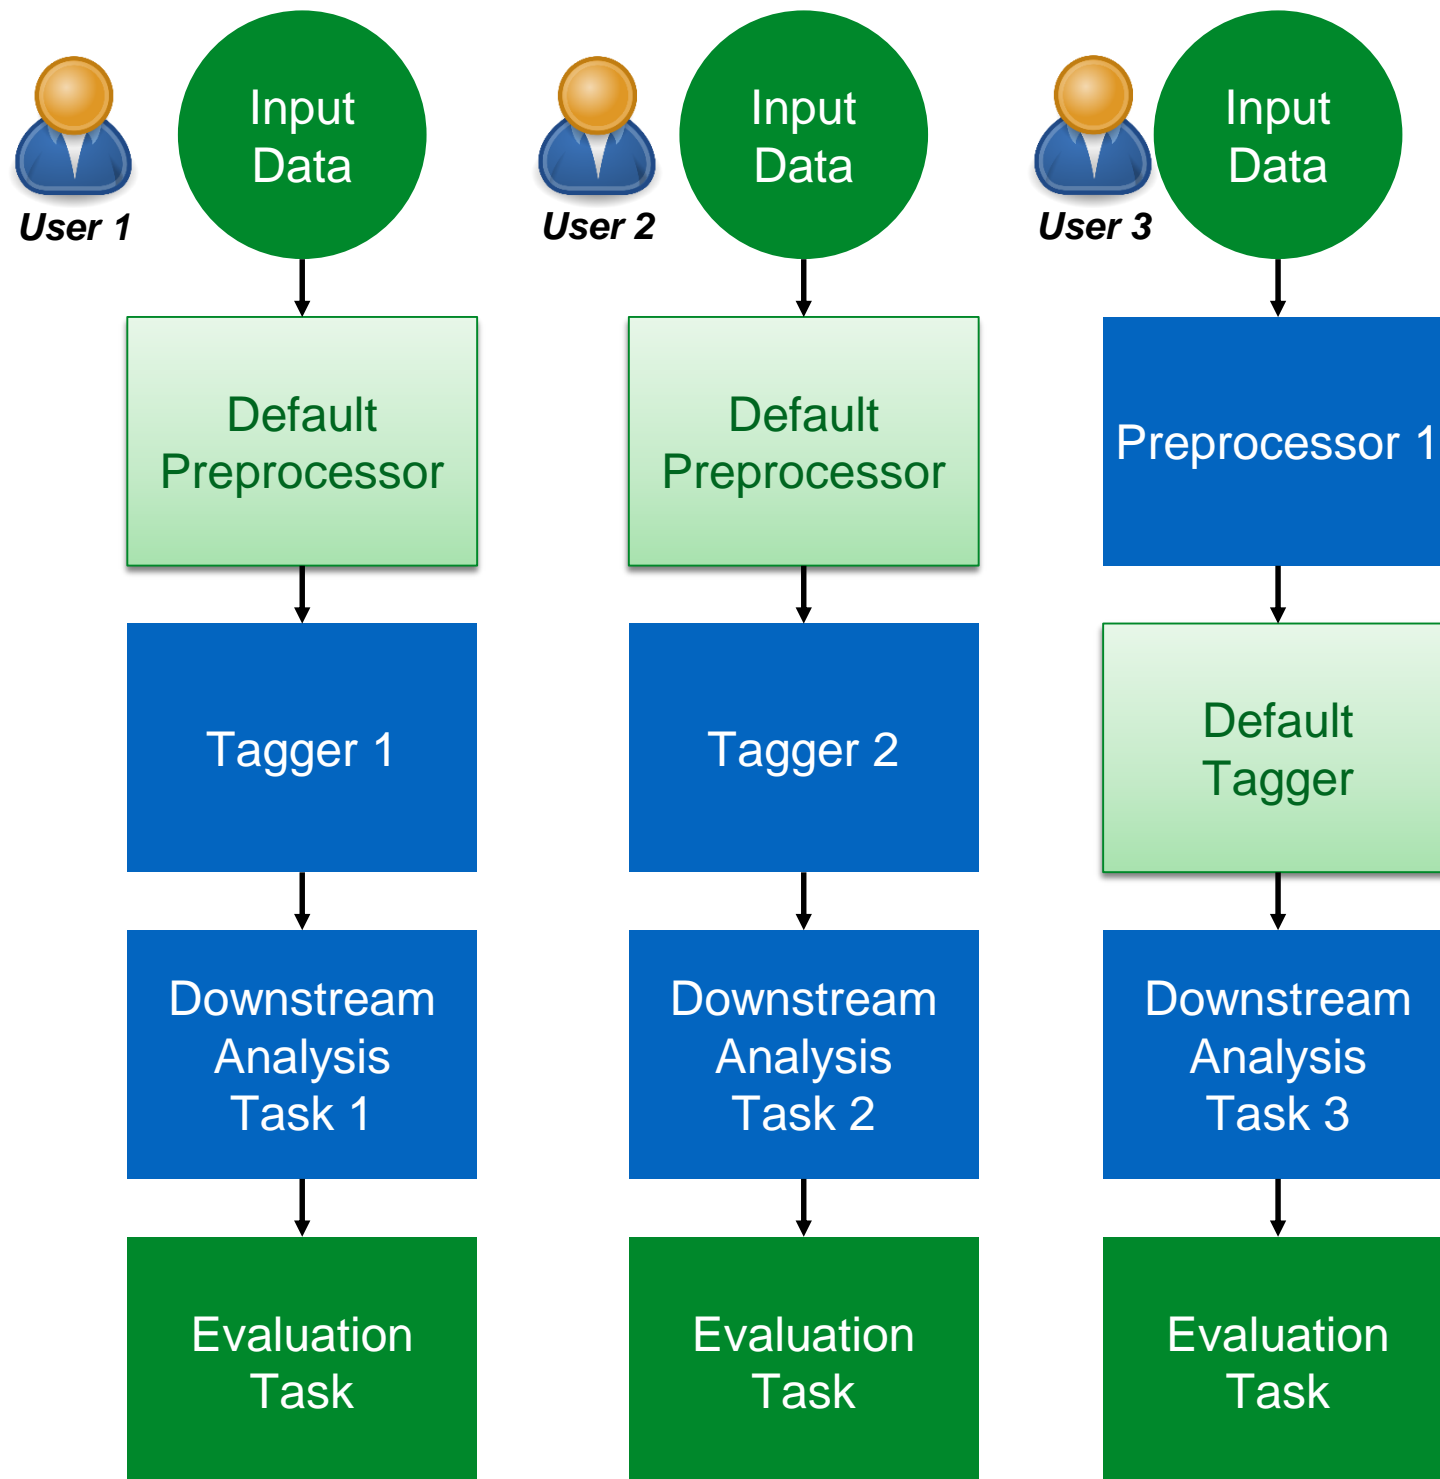 User 1
Input
Data
Default
Preprocessor
Tagger 1
Downstream
Analysis
Task 1
Evaluation
Task
User 2
Input
Data
Default
Preprocessor
Tagger 2
Downstream
Analysis
Task 2
Evaluation
Task
User 3
Input
Data
Preprocessor 1
Default
Tagger
Downstream
Analysis
Task 3
Evaluation
Task